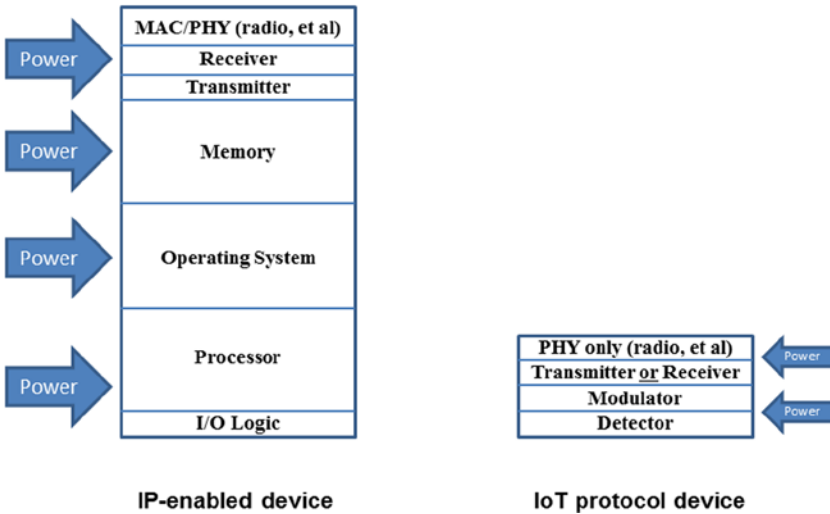 MAC/PHY (radio, et al)
Power
Receiver
Transmitter
Power
Memory
Power
Operating System
Power
Processor
I/O Logic
IP-enabled device
PHY only (radio, et al)
Power
Transmitter or Receiver
Modulator
Power
Detector
IoT protocol device